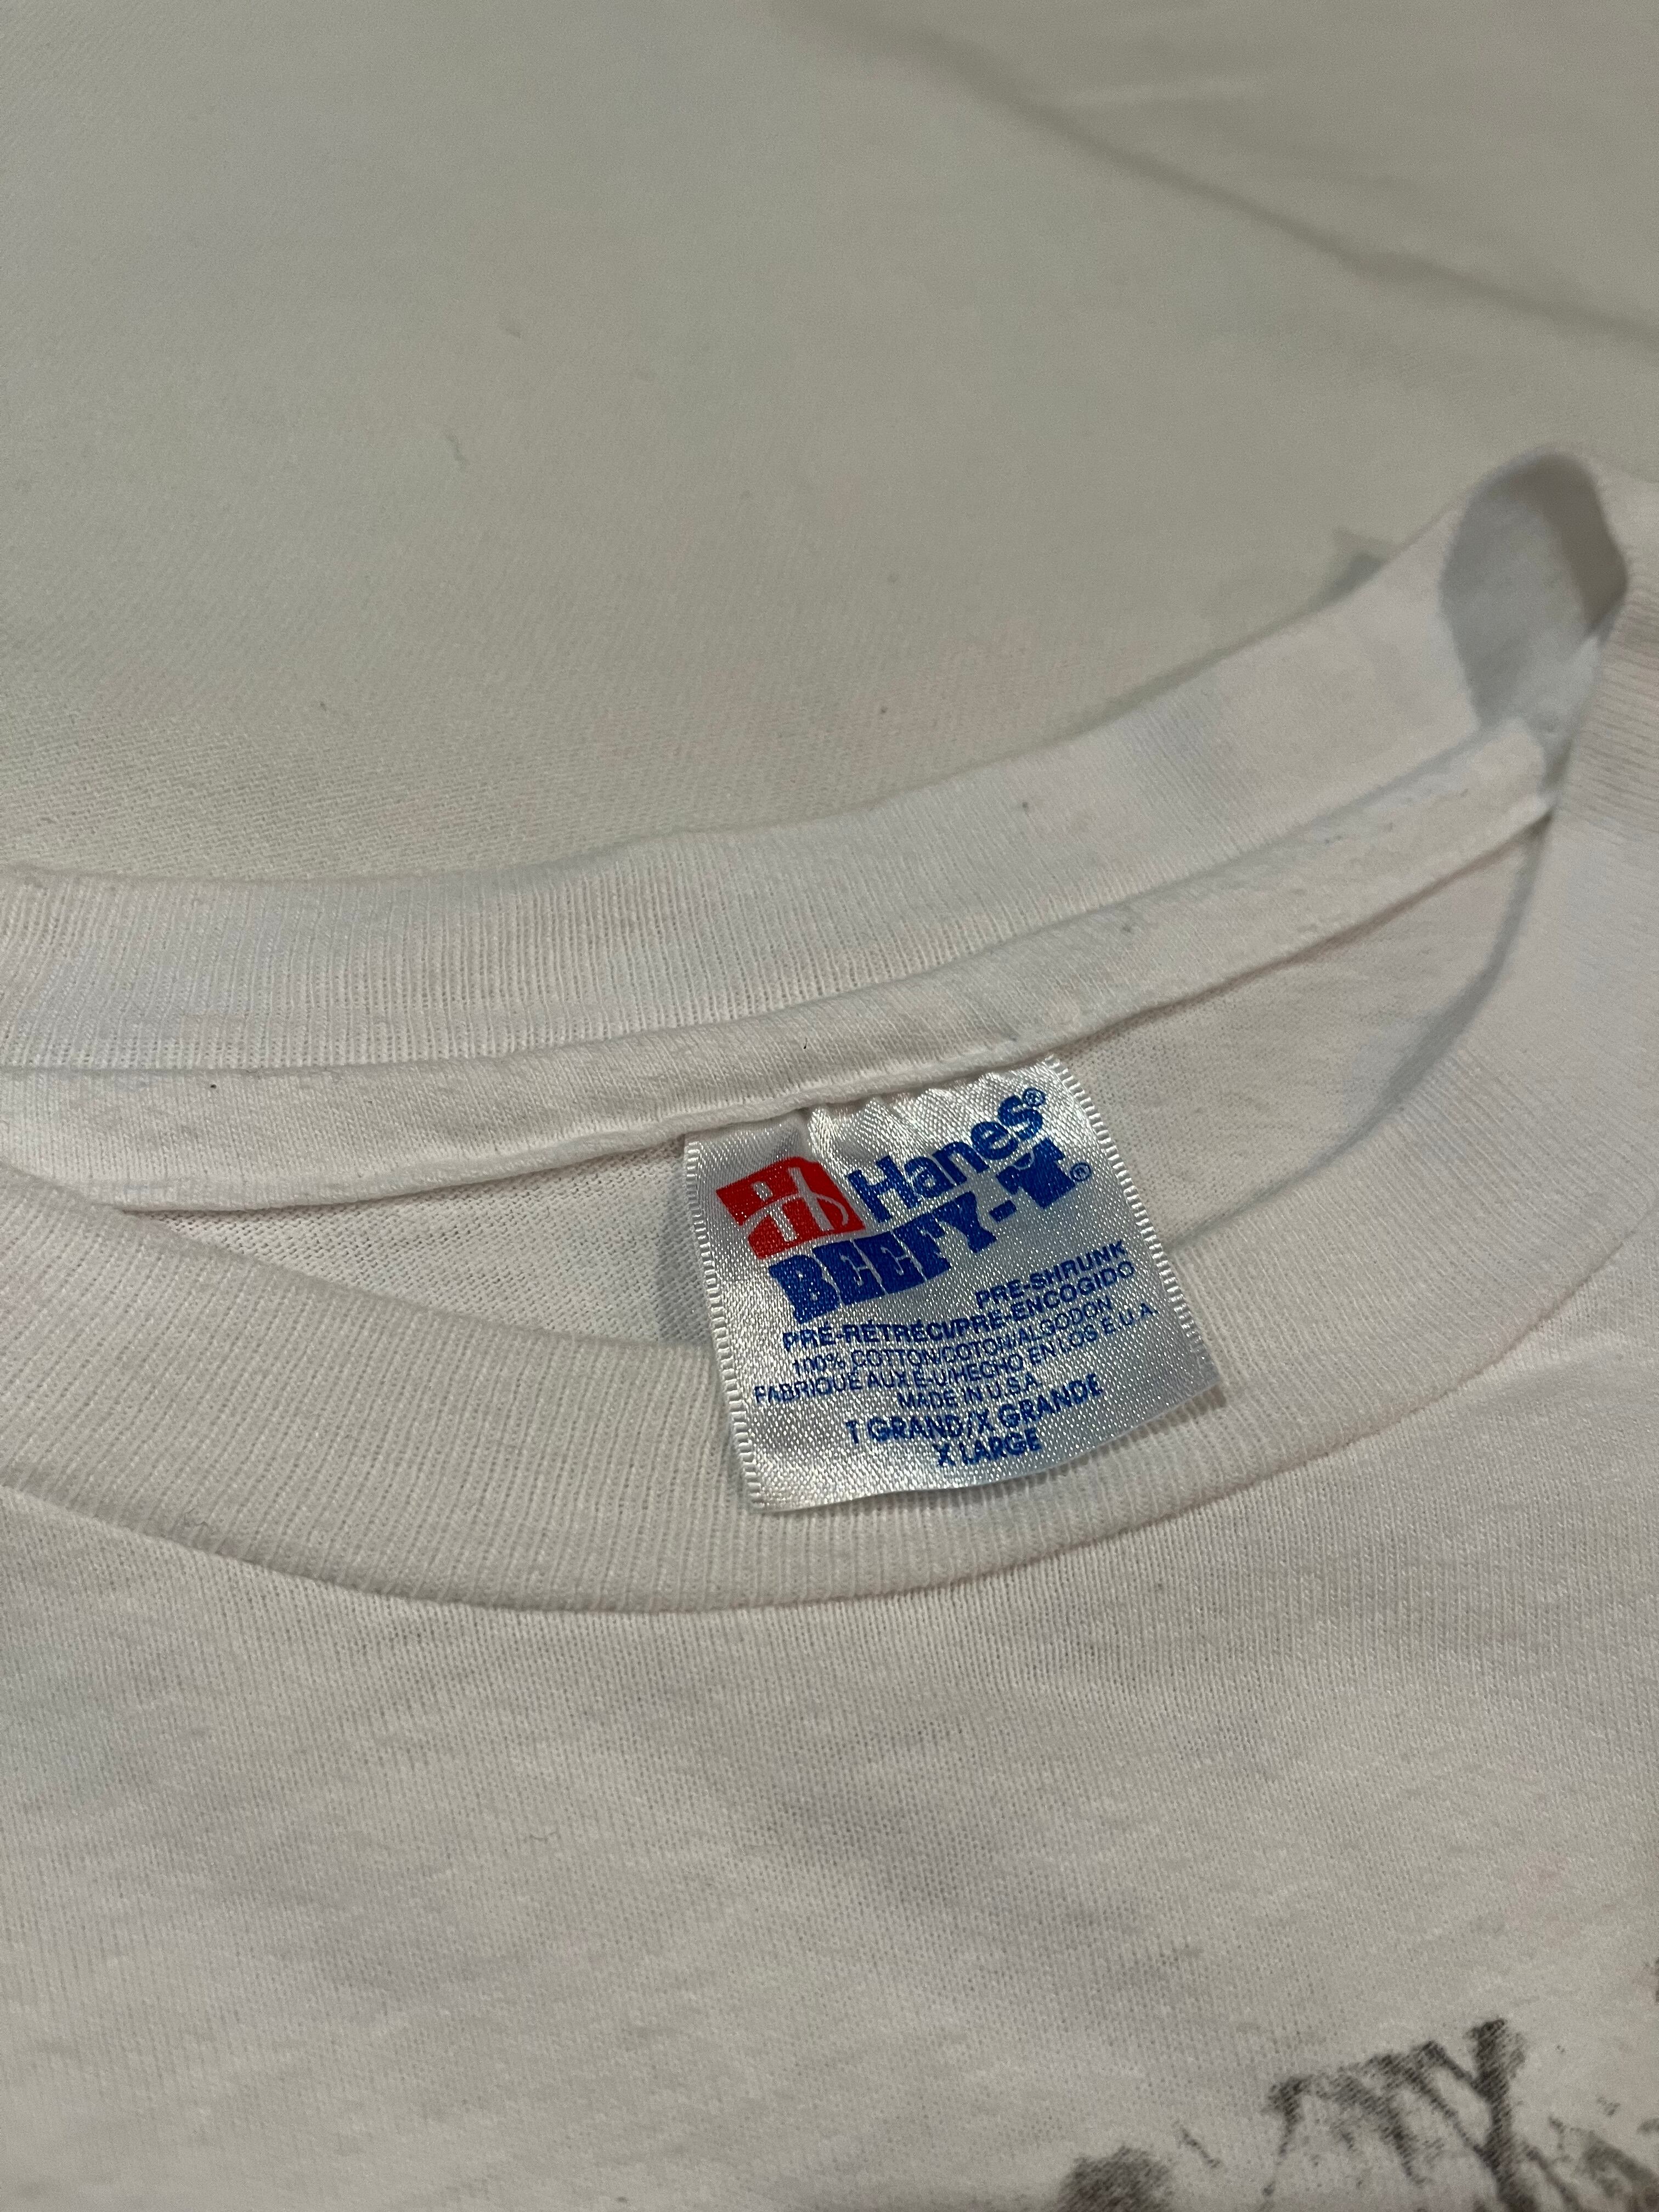 Hanes®
BEEFY-T®
PRE-SHRUNK
PRÉ-RÉTRÉCI/PRE-ENCOGIDO
100% COTTON/COTON/ALGODON
FABRIQUÉ AUX É-U/HECHO EN LOS E.U.A.
MADE IN U.S.A.
T GRAND/X GRANDE
X LARGE